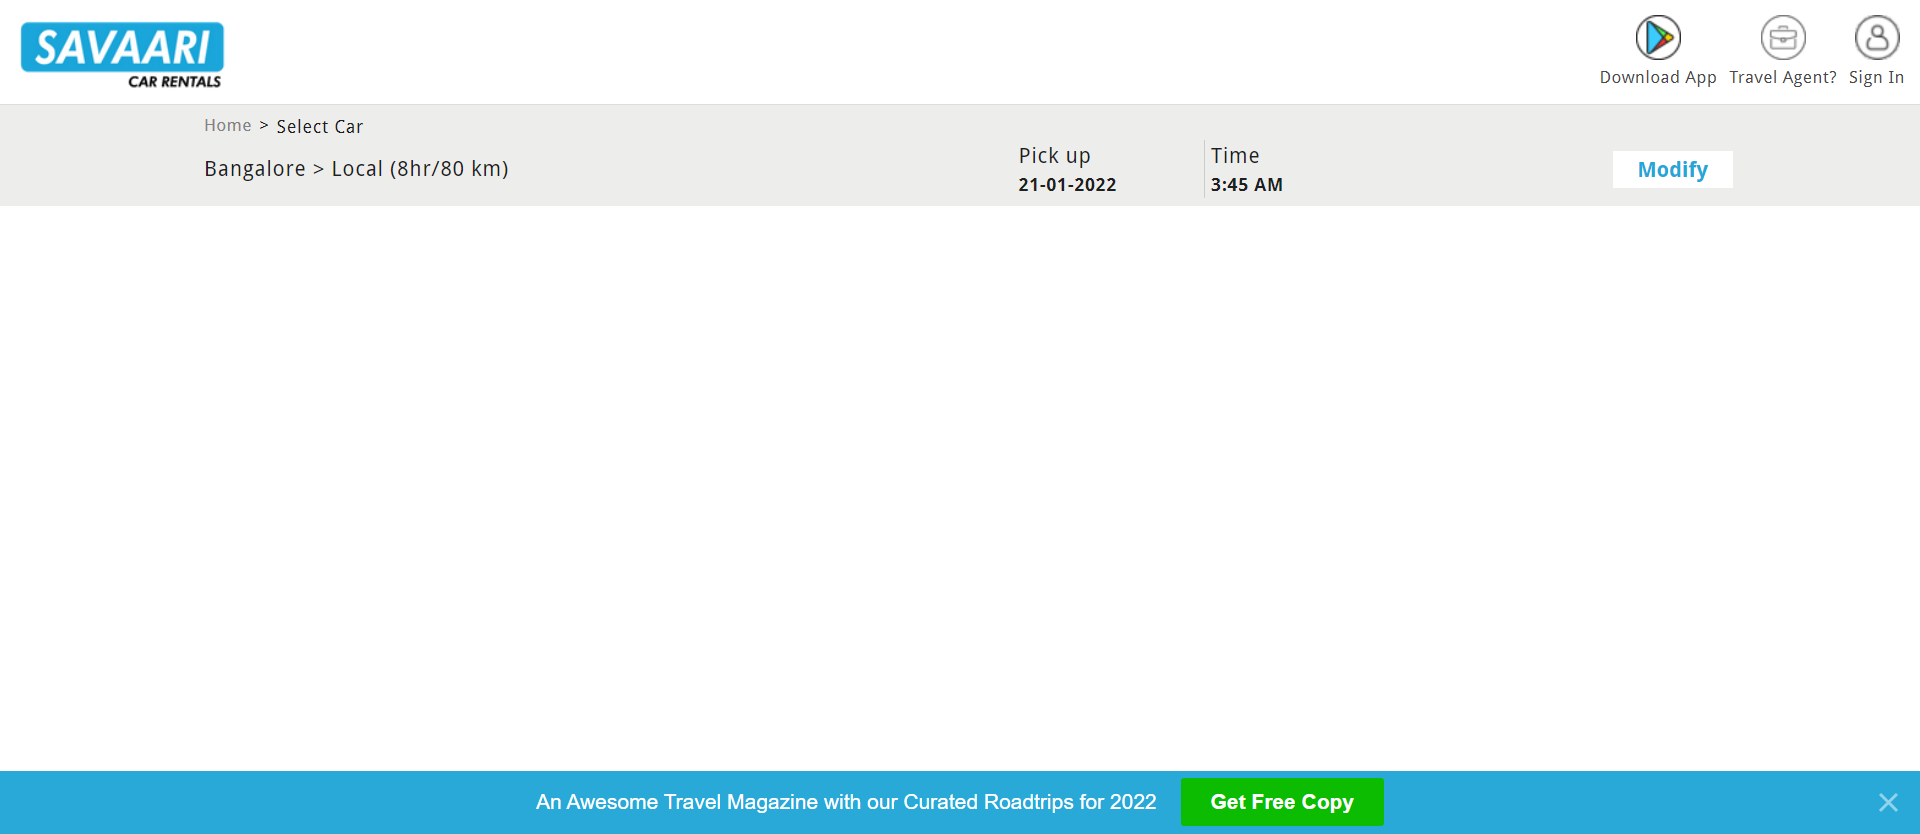 SAVAARI
CAR RENTALS
Download App
Travel Agent?
Sign In
Home > Select Car
Bangalore > Local (8hr/80 km)
Pick up
21-01-2022
Time
3:45 AM
Modify
An Awesome Travel Magazine with our Curated Roadtrips for 2022
Get Free Copy